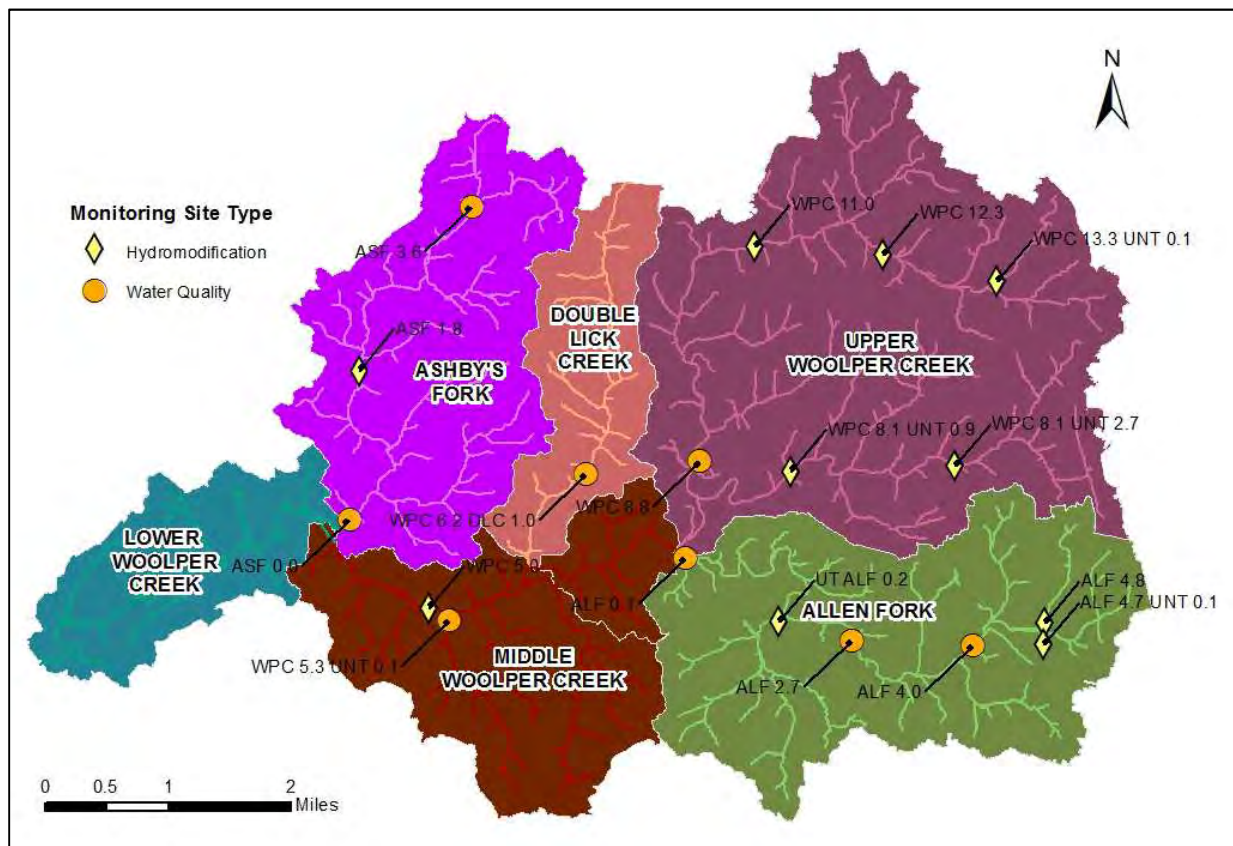 N
Monitoring Site Type
Hydromodification
Water Quality
WPC 11.0
WPC 12.3
WPC 13.3 UNT 0.1
ASF 3.6
ASF 1.8
DOUBLE
LICK
CREEK
ASHBY'S
FORK
UPPER
WOOLPER CREEK
WPC 8.1 UNT 0.9
WPC 8.1 UNT 2.7
WPC 6.2 DLC 1.0
WPC 8.8
LOWER
WOOLPER
CREEK
ASF 0.0
WPC 5.0
ALF 0.1
UT ALF 0.2
ALLEN FORK
ALF 4.8
ALF 4.7 UNT 0.1
WPC 5.3 UNT 0.1
MIDDLE
WOOLPER CREEK
ALF 2.7
ALF 4.0
0 0.5 1 2
Miles